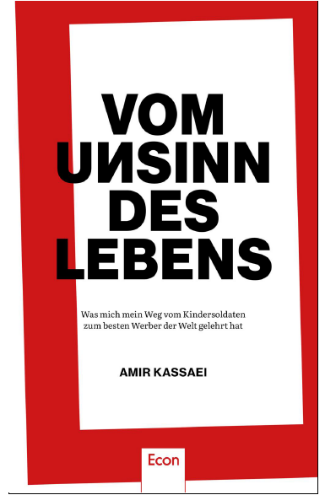 VOM
UИSINN
DES
LEBENS
Was mich mein Weg vom Kindersoldaten
zum besten Werber der Welt gelehrt hat
AMIR KASSAEI
Econ